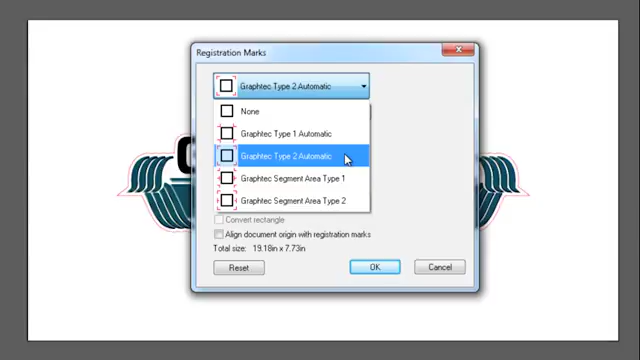 Registration Marks
Graphtec Type 2 Automatic
None
Graphtec Type 1 Automatic
Graphtec Type 2 Automatic
Graphtec Segment Area Type 1
Graphtec Segment Area Type 2
Convert rectangle
Align document origin with registration marks
Total size: 19.18in x 7.73in
Reset OK Cancel